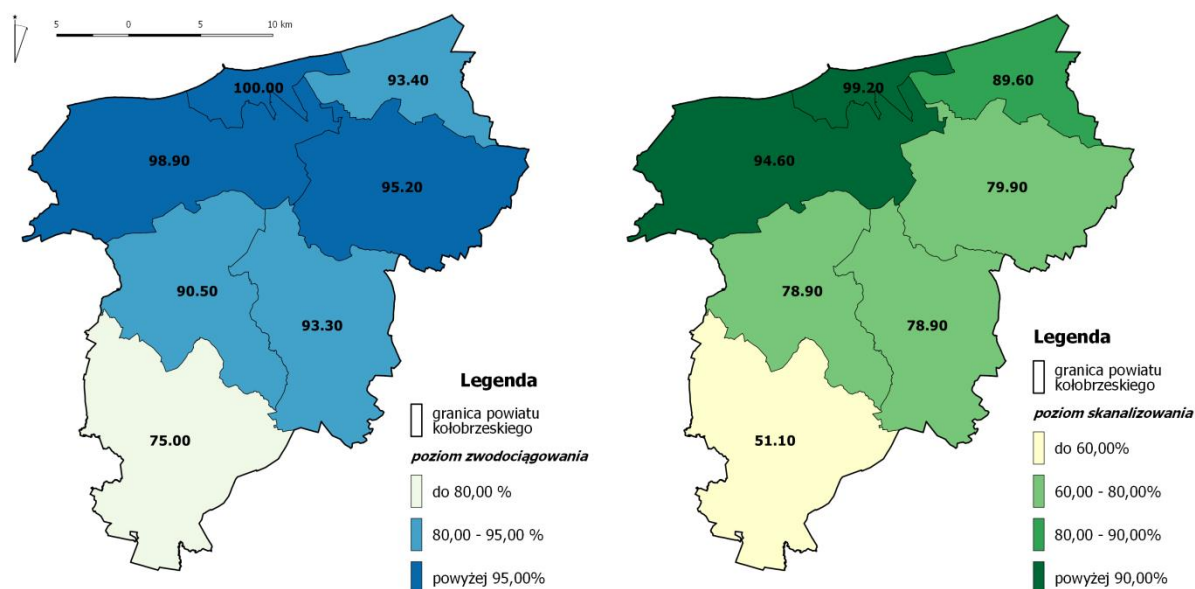 5 0 5 10 km
100.00
93.40
98.90
95.20
90.50
93.30
75.00
Legenda
granica powiatu
kołobrzeskiego
poziom zwodociągowania
do 80,00 %
80,00 - 95,00 %
powyżej 95,00%
99.20
89.60
94.60
79.90
78.90
78.90
51.10
Legenda
granica powiatu
kołobrzeskiego
poziom skanalizowania
do 60,00%
60,00 - 80,00%
80,00 - 90,00%
powyżej 90,00%